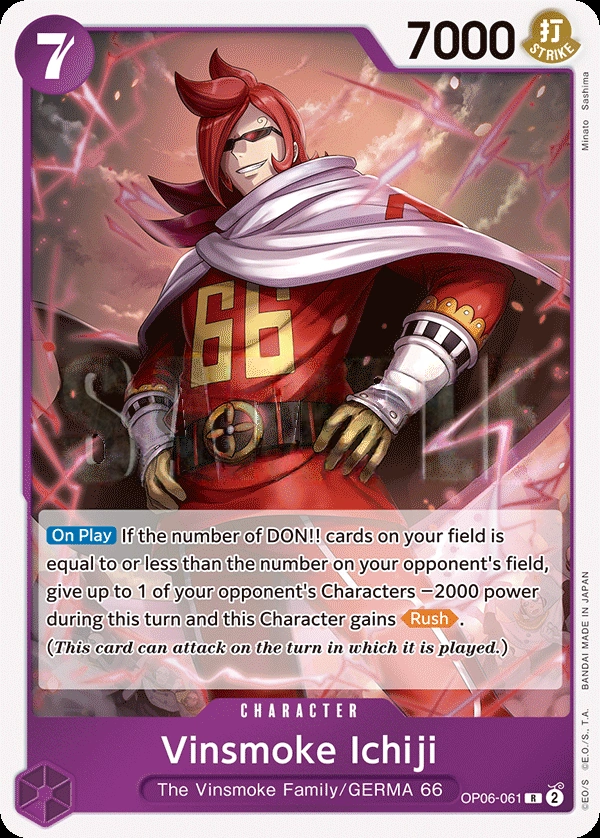 7
7000
打
STRIKE
Minato Sashima
66
SAMPLE
On Play If the number of DON!! cards on your field is
equal to or less than the number on your opponent's field,
give up to 1 of your opponent's Characters −2000 power
during this turn and this Character gains Rush.
(This card can attack on the turn in which it is played.)
CHARACTER
Vinsmoke Ichiji
The Vinsmoke Family/GERMA 66
OP06-061 R 2
©E.O/S ©E.O./S., T.A. BANDAI MADE IN JAPAN